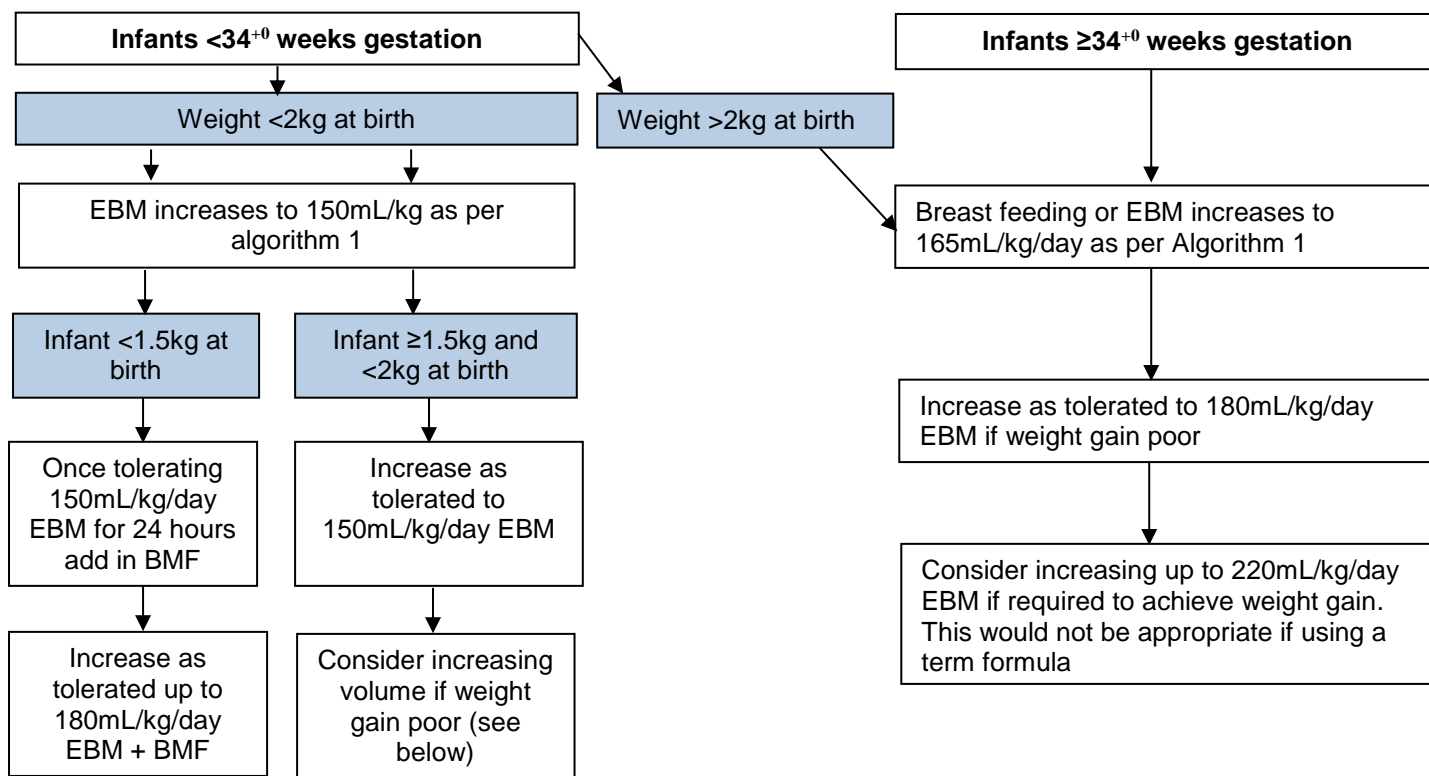 Infants <34+0 weeks gestation
Weight <2kg at birth
Weight >2kg at birth
EBM increases to 150mL/kg as per
algorithm 1
Infant <1.5kg at
birth
Infant ≥1.5kg and
<2kg at birth
Once tolerating
150mL/kg/day
EBM for 24 hours
add in BMF
Increase as
tolerated to
150mL/kg/day EBM
Increase as
tolerated up to
180mL/kg/day
EBM + BMF
Consider increasing
volume if weight
gain poor (see
below)
Infants ≥34+0 weeks gestation
Breast feeding or EBM increases to
165mL/kg/day as per Algorithm 1
Increase as tolerated to 180mL/kg/day
EBM if weight gain poor
Consider increasing up to 220mL/kg/day
EBM if required to achieve weight gain.
This would not be appropriate if using a
term formula